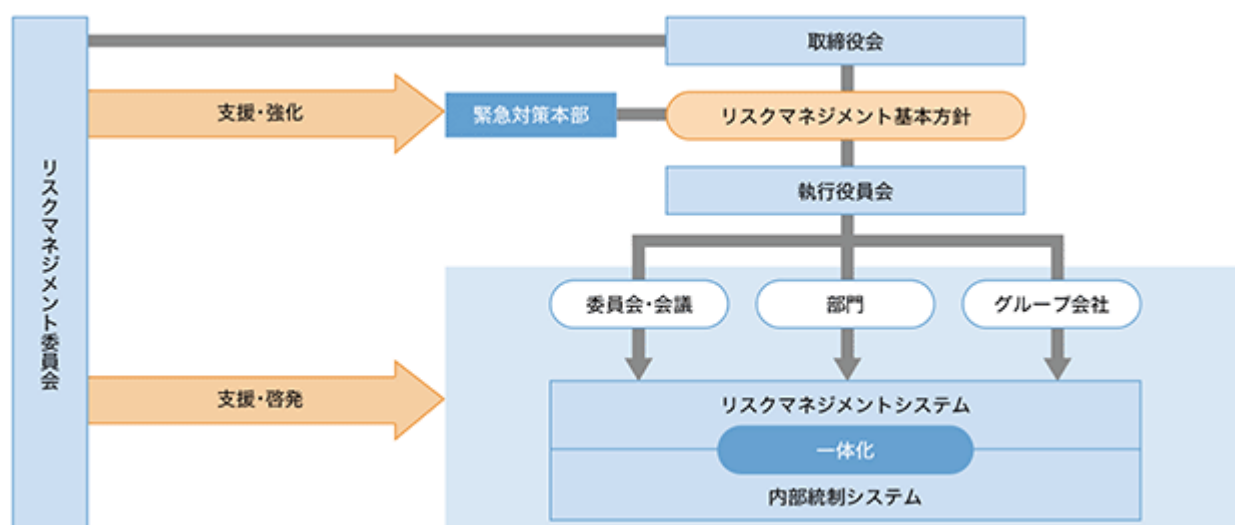 リスクマネジメント委員会
取締役会
支援・強化
緊急対策本部
リスクマネジメント基本方針
執行役員会
委員会・会議
部門
グループ会社
支援・啓発
リスクマネジメントシステム
一体化
内部統制システム